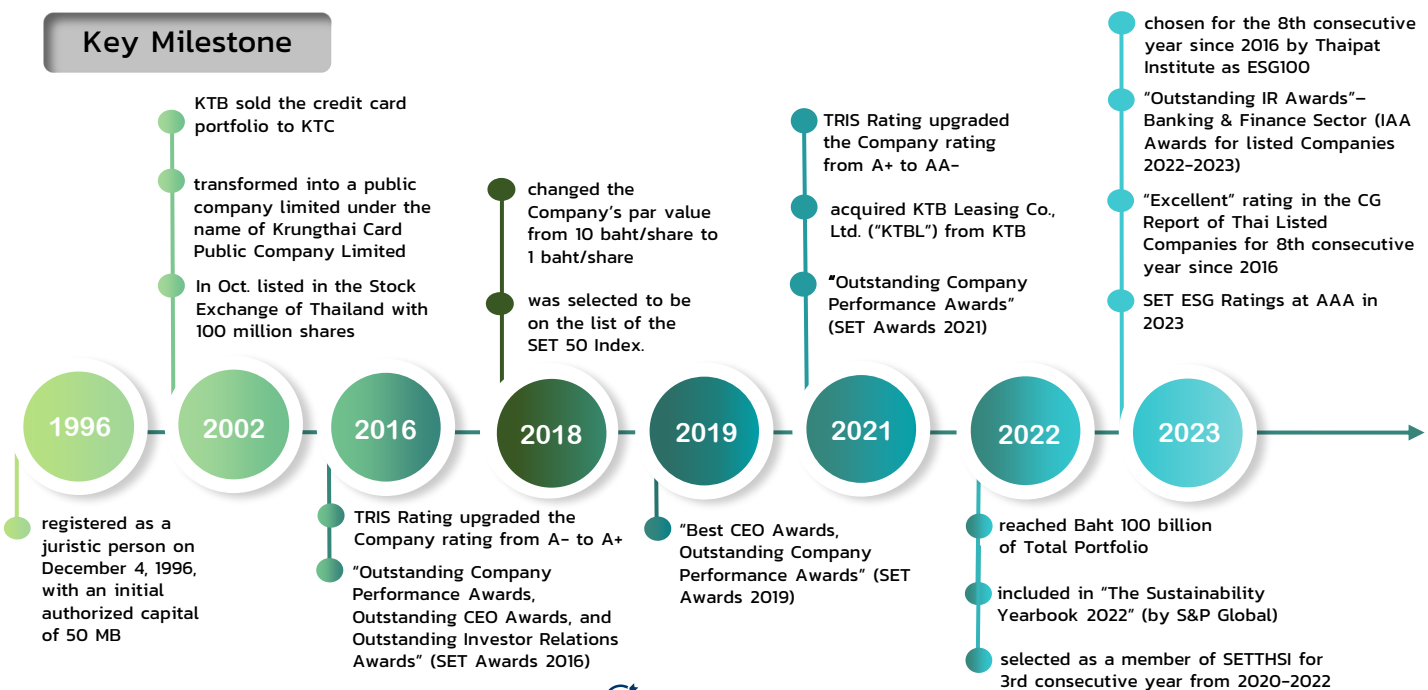 Key Milestone
1996
registered as a
juristic person on
December 4, 1996,
with an initial
authorized capital
of 50 MB
KTB sold the credit card
portfolio to KTC
transformed into a public
company limited under the
name of Krungthai Card
Public Company Limited
In Oct. listed in the Stock
Exchange of Thailand with
100 million shares
2002
2016
TRIS Rating upgraded the
Company rating from A- to A+
"Outstanding Company
Performance Awards,
Outstanding CEO Awards, and
Outstanding Investor Relations
Awards" (SET Awards 2016)
changed the
Company's par value
from 10 baht/share to
1 baht/share
was selected to be
on the list of the
SET 50 Index.
2018
2019
"Best CEO Awards,
Outstanding Company
Performance Awards" (SET
Awards 2019)
TRIS Rating upgraded
the Company rating
from A+ to AA-
acquired KTB Leasing Co.,
Ltd. ("KTBL") from KTB
"Outstanding Company
Performance Awards"
(SET Awards 2021)
2021
2022
reached Baht 100 billion
of Total Portfolio
included in "The Sustainability
Yearbook 2022" (by S&P Global)
selected as a member of SETTHSI for
3rd consecutive year from 2020-2022
chosen for the 8th consecutive
year since 2016 by Thaipat
Institute as ESG100
"Outstanding IR Awards"–
Banking & Finance Sector (IAA
Awards for listed Companies
2022-2023)
"Excellent" rating in the CG
Report of Thai Listed
Companies for 8th consecutive
year since 2016
SET ESG Ratings at AAA in
2023
2023